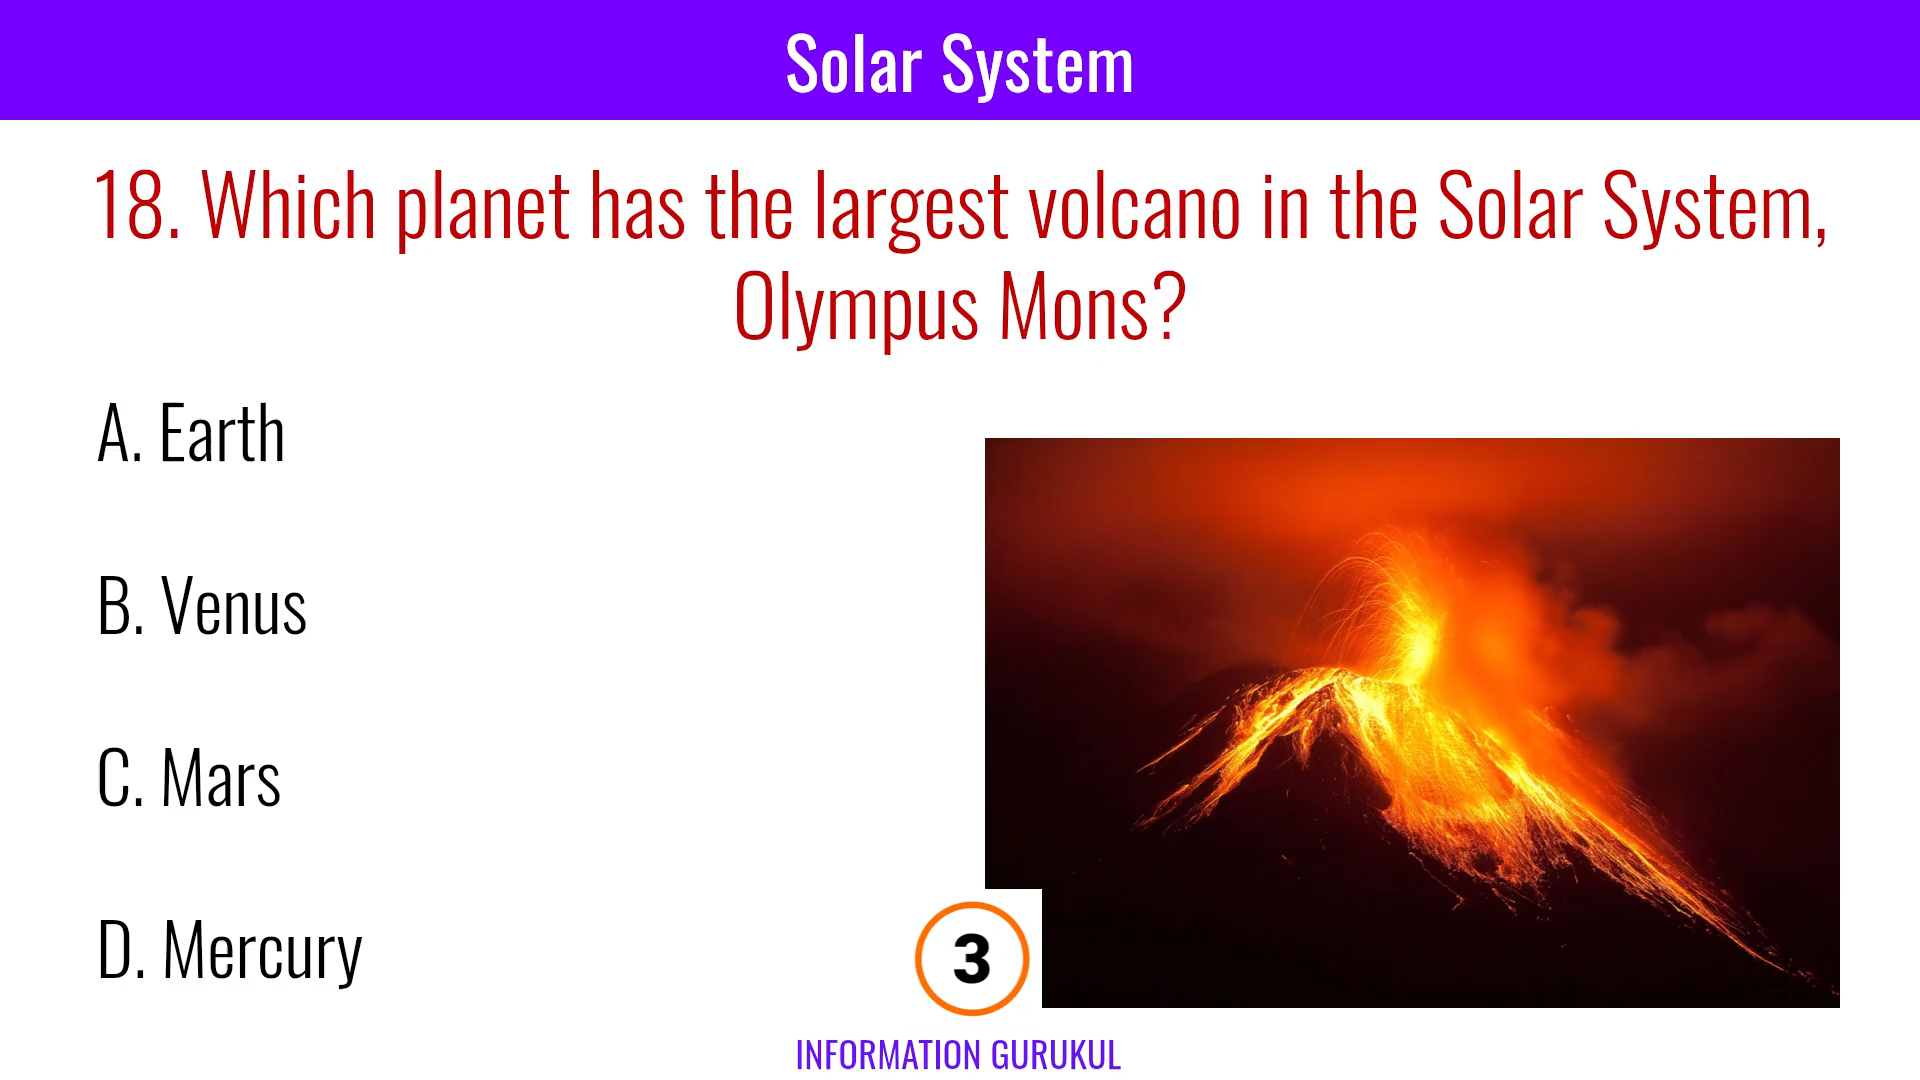 Solar System
18. Which planet has the largest volcano in the Solar System,
Olympus Mons?
A. Earth
B. Venus
C. Mars
D. Mercury
3
INFORMATION GURUKUL